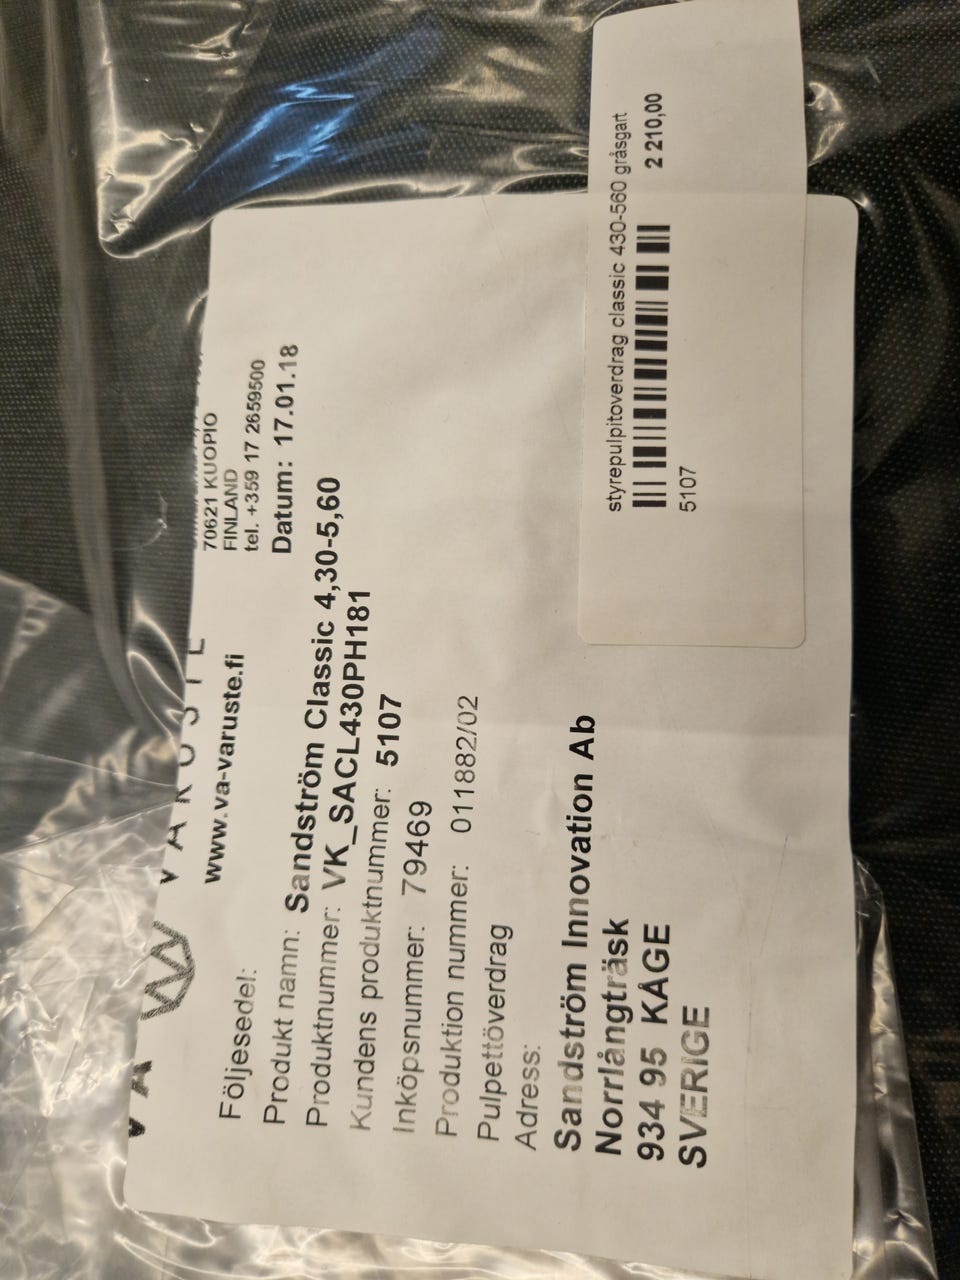 VA VARUSTE
70621 KUOPIO
FINLAND
tel. +359 17 2659500
www.va-varuste.fi
Följesedel:
Datum: 17.01.18
Produkt namn: Sandström Classic 4,30-5,60
Produktnummer: VK_SACL430PH181
Kundens produktnummer: 5107
Inköpsnummer: 79469
Produktion nummer: 011882/02
Pulpettöverdrag
Adress:
Sandström Innovation Ab
Norrlångträsk
934 95 KÅGE
SVERIGE
styrepulpitoverdrag classic 430-560 gråsgart
2 210,00
5107